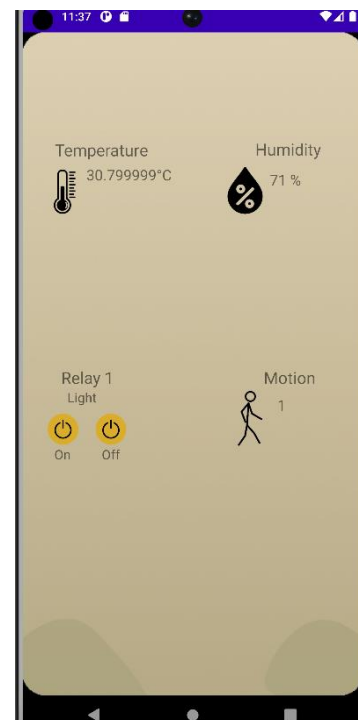 11:37
Temperature
30.799999°C
Humidity
71 %
Relay 1
Light
On
Off
Motion
1